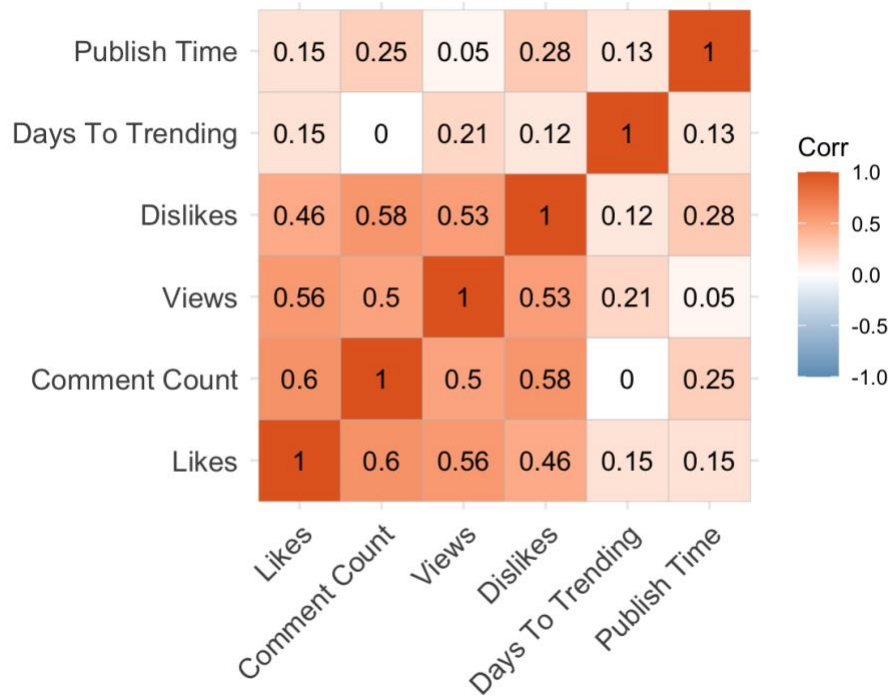 Publish Time 0.15 0.25 0.05 0.28 0.13 1
Days To Trending 0.15 0 0.21 0.12 1 0.13
Dislikes 0.46 0.58 0.53 1 0.12 0.28
Views 0.56 0.5 1 0.53 0.21 0.05
Comment Count 0.6 1 0.5 0.58 0 0.25
Likes 1 0.6 0.56 0.46 0.15 0.15
Likes
Comment Count
Views
Dislikes
Days To Trending
Publish Time
Corr
1.0
0.5
0.0
-0.5
-1.0